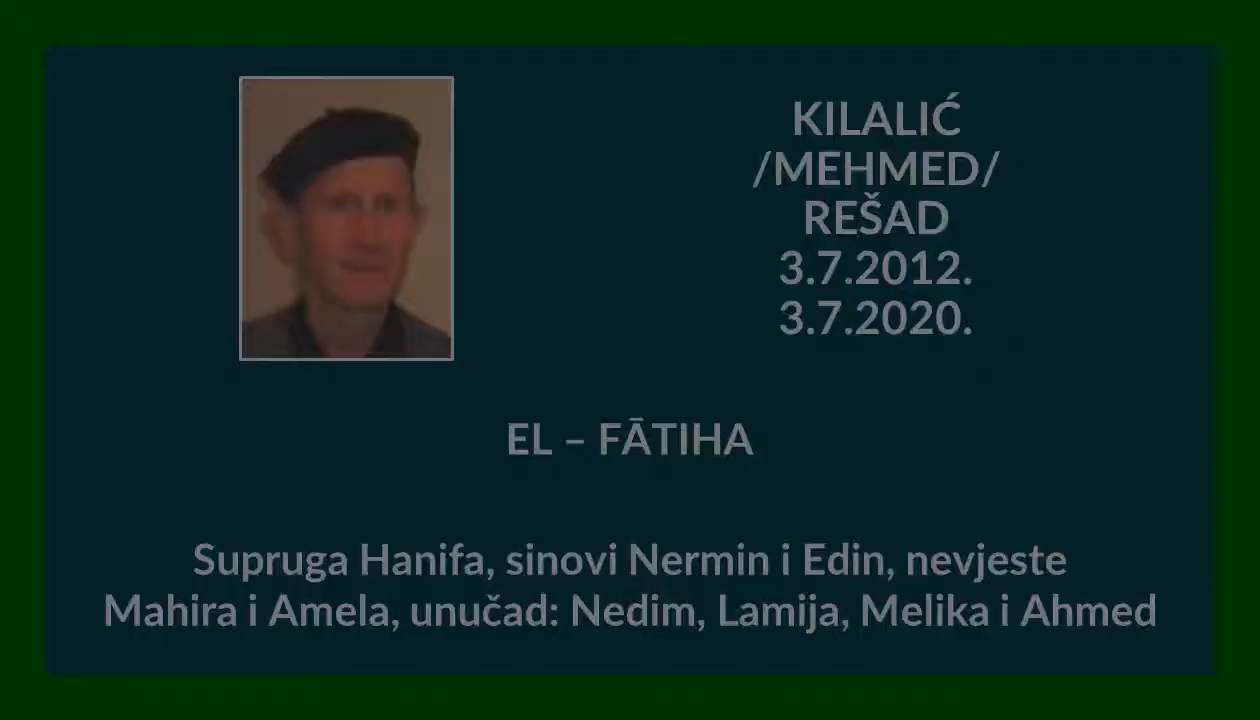 KILALIĆ
/MEHMED/
REŠAD
3.7.2012.
3.7.2020.
EL – FĀTIHA
Supruga Hanifa, sinovi Nermin i Edin, nevjeste
Mahira i Amela, unučad: Nedim, Lamija, Melika i Ahmed